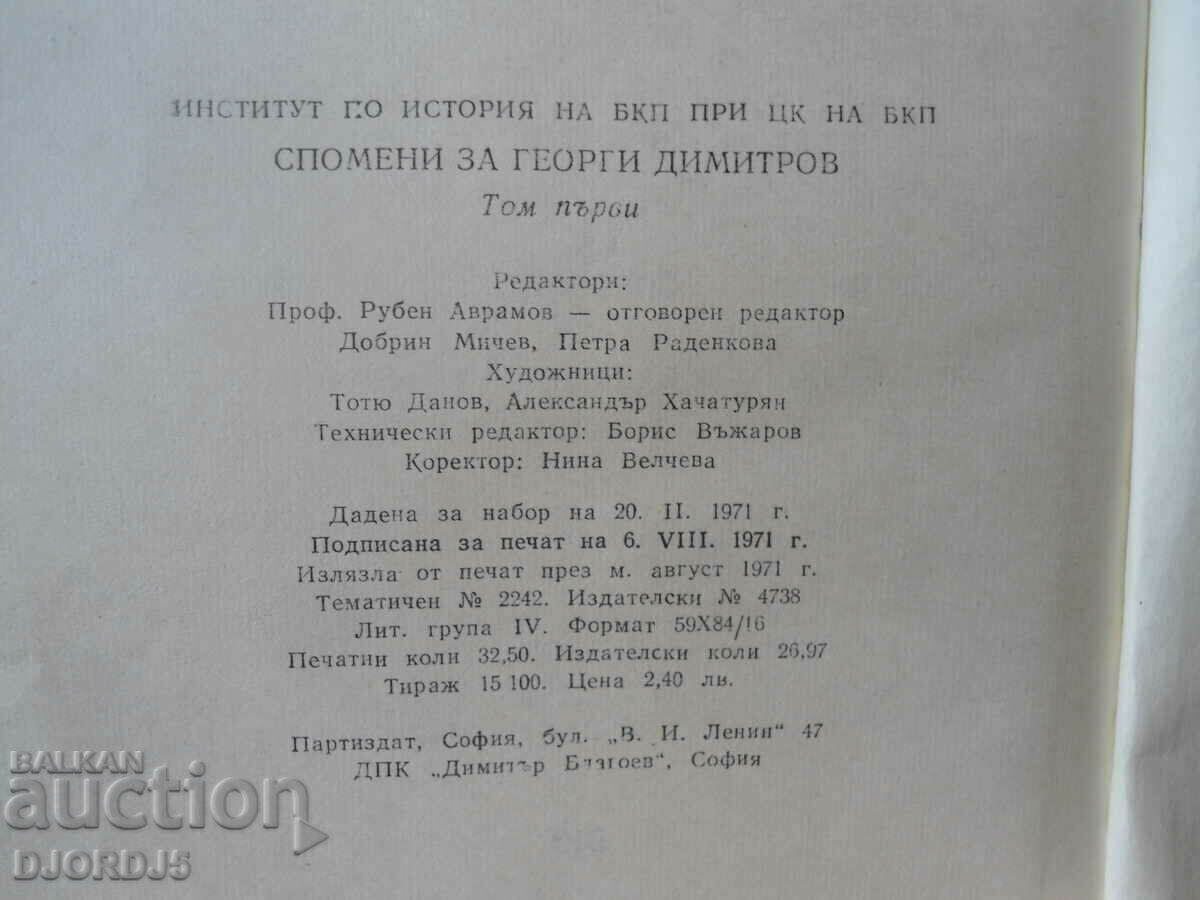 ИНСТИТУТ ПО ИСТОРИЯ НА БКП ПРИ ЦК НА БКП
СПОМЕНИ ЗА ГЕОРГИ ДИМИТРОВ
Том първи
Редактори:
Проф. Рубен Аврамов — отговорен редактор
Добрин Мичев, Петра Раденкова
Художници:
Тотю Данов, Александър Хачатурян
Технически редактор: Борис Въжаров
Коректор: Нина Велчева
Дадена за набор на 20. II. 1971 г.
Подписана за печат на 6. VIII. 1971 г.
Излязла от печат през м. август 1971 г.
Тематичен № 2242. Издателски № 4738
Лит. група IV. Формат 59X84/16
Печатни коли 32,50. Издателски коли 26,97
Тираж 15 100. Цена 2,40 лв.
Партиздат, София, бул. „В. И. Ленин" 47
ДПК „Димитър Благоев", София
BALKAN
auction
DJORDJ5